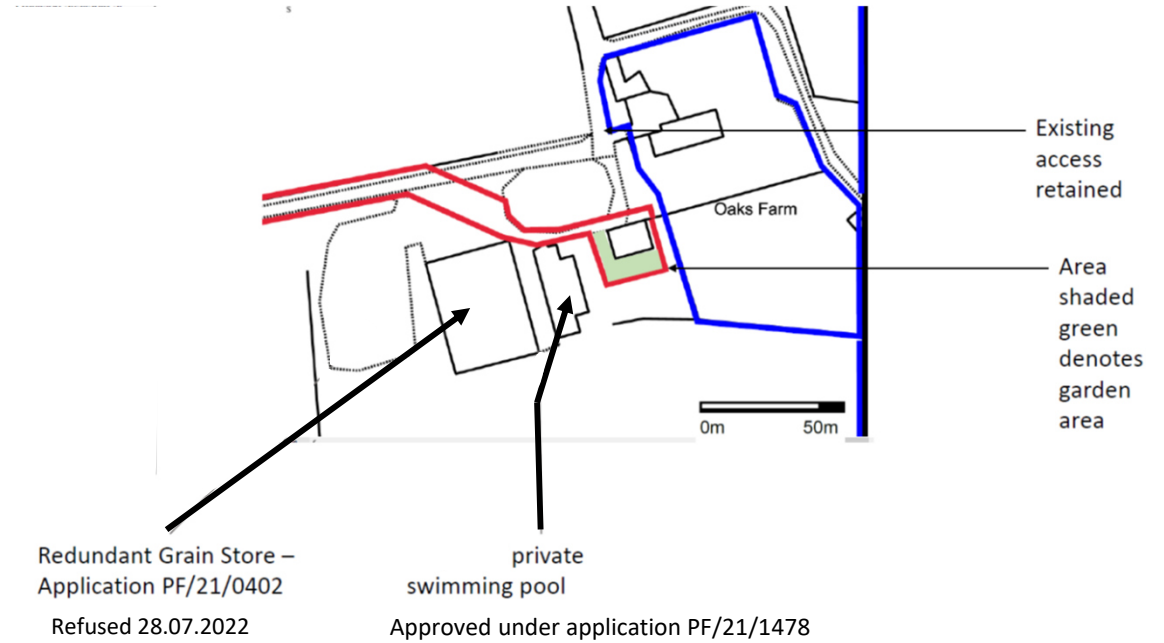 s
Existing
access
retained
Oaks Farm
Area
shaded
green
denotes
garden
area
0m 50m
Redundant Grain Store –
Application PF/21/0402
Refused 28.07.2022
private
swimming pool
Approved under application PF/21/1478